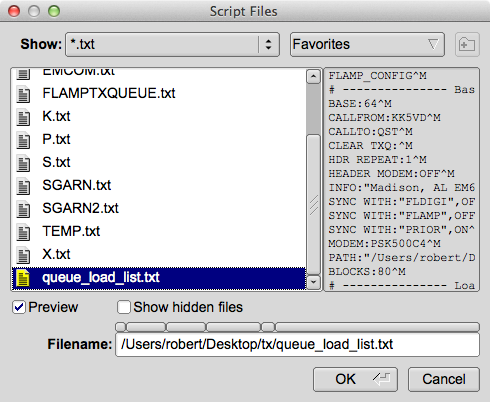 Script Files
Show: *.txt Favorites
EMCOM.txt
FLAMPTXQUEUE.txt
K.txt
P.txt
S.txt
SGARN.txt
SGARN2.txt
TEMP.txt
X.txt
queue_load_list.txt
FLAMP_CONFIG^M
# --------------- Bas
BASE:64^M
CALLFROM:KK5VD^M
CALLTO:QST^M
CLEAR TXQ:^M
HDR REPEAT:1^M
HEADER MODEM:OFF^M
INFO:"Madison, AL EM6
SYNC WITH:"FLDIGI",OF
SYNC WITH:"FLAMP",OFF
SYNC WITH:"PRIOR",ON^
MODEM:PSK500C4^M
PATH:"/Users/robert/D
BLOCKS:80^M
# --------------- Loa
Preview Show hidden files
Filename: /Users/robert/Desktop/tx/queue_load_list.txt
OK Cancel